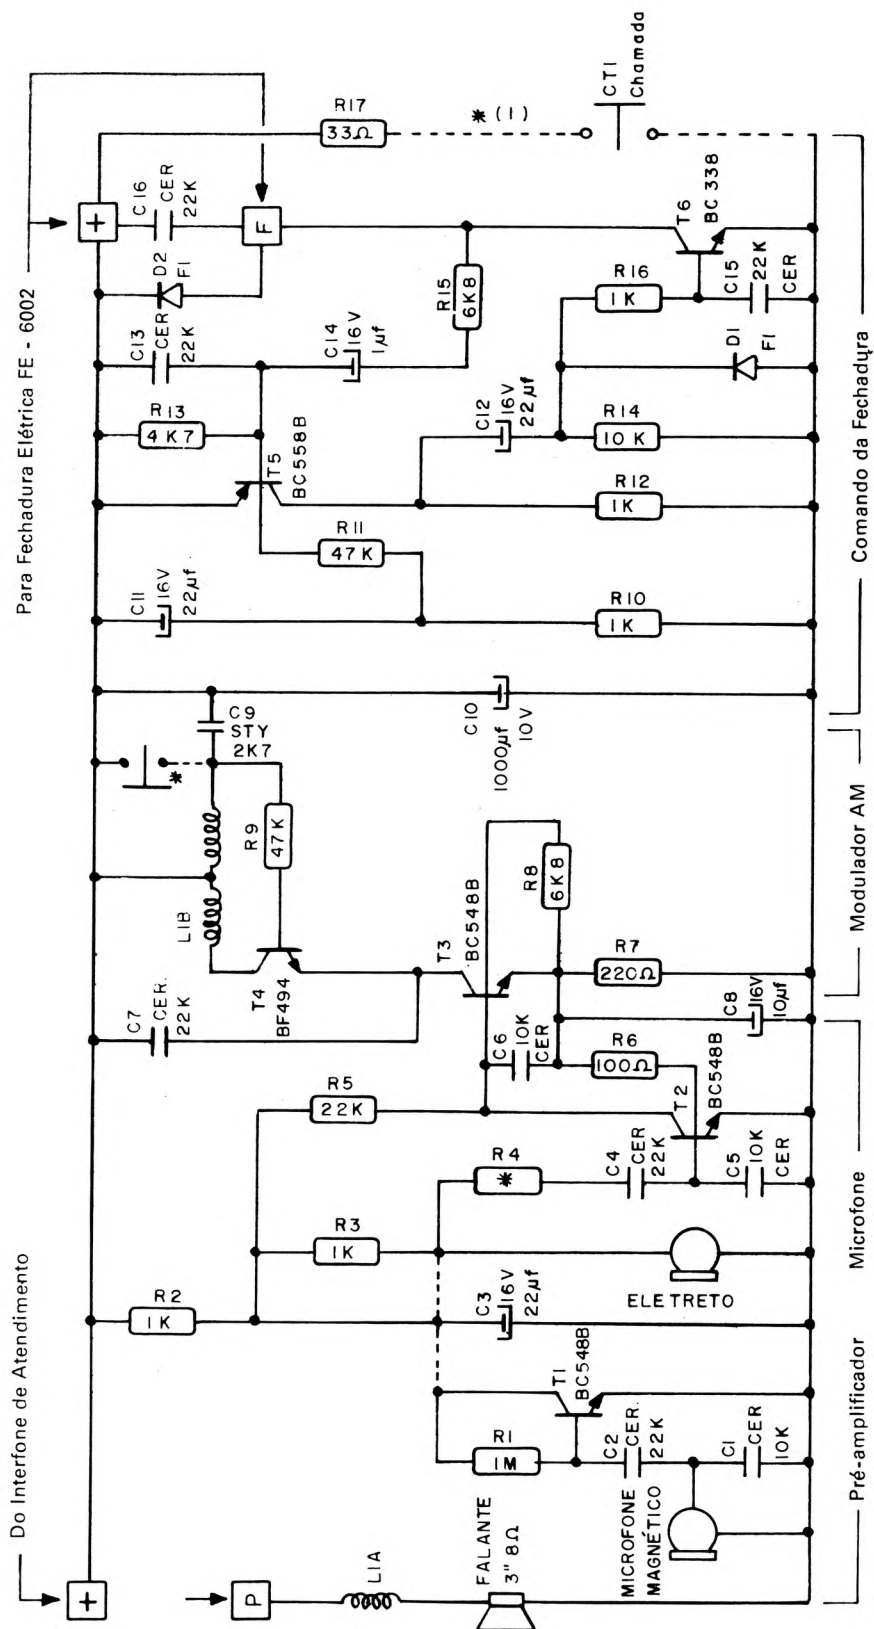 Do Interfone de Atendimento
Para Fechadura Elétrica FE - 6002
+
P
L1A
FALANTE
3" 8Ω
MICROFONE
MAGNÉTICO
R1
1M
C2
CER.
22K
C1
CER
10K
T1
BC548B
R2
1K
C3
16V
22µf
R3
1K
ELETRETO
R4
*
C4
CER
22K
C5
10K
CER
R5
22K
T2
BC548B
C6
10K
CER
R6
100Ω
C8
16V
10µf
C7
CER.
22K
T4
BF494
L1B
R9
47K
C9
STY
2K7
*
T3
BC548B
R8
6K8
R7
220Ω
C10
1000µf
10V
C11
16V
22µf
R11
47K
R10
1K
R13
4K7
T5
BC558B
R12
1K
C13
CER
22K
C14
16V
1µf
C12
16V
22µf
R14
10K
D2
F1
D1
F1
C16
CER
22K
+
F
R15
6K8
R16
1K
C15
22K
CER
T6
BC338
R17
33Ω
*(1)
CT1
Chamada
Pré-amplificador
Microfone
Modulador AM
Comando da Fechadura